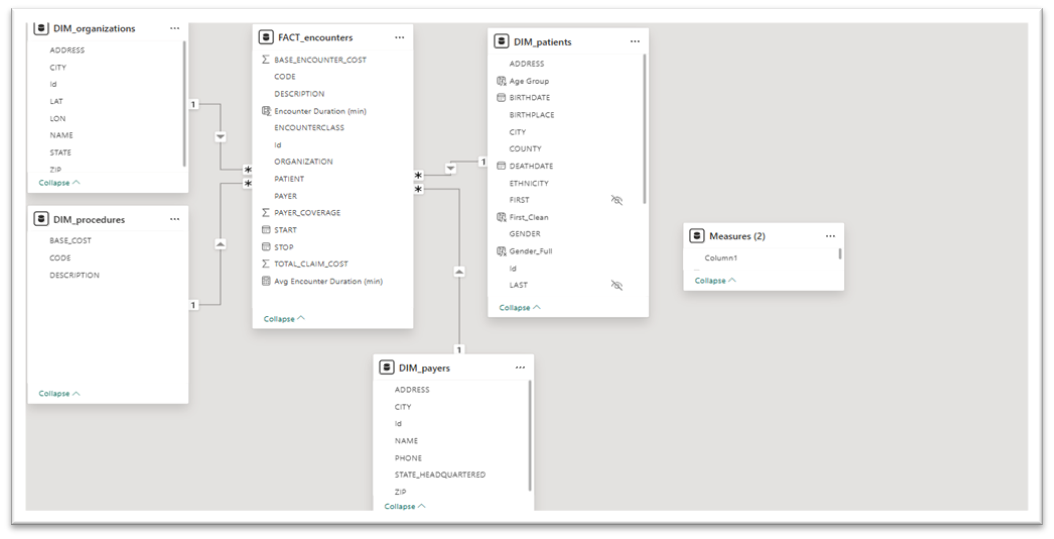 DIM_organizations
ADDRESS
CITY
Id
LAT
LON
NAME
STATE
ZIP
Collapse
1
DIM_procedures
BASE_COST
CODE
DESCRIPTION
Collapse
1
FACT_encounters
BASE_ENCOUNTER_COST
CODE
DESCRIPTION
Encounter Duration (min)
ENCOUNTERCLASS
Id
ORGANIZATION
PATIENT
PAYER
PAYER_COVERAGE
START
STOP
TOTAL_CLAIM_COST
Avg Encounter Duration (min)
Collapse
*
*
*
*
1
DIM_patients
ADDRESS
Age Group
BIRTHDATE
BIRTHPLACE
CITY
COUNTY
DEATHDATE
ETHNICITY
FIRST
First_Clean
GENDER
Gender_Full
Id
LAST
Collapse
Measures (2)
Column1
Collapse
1
DIM_payers
ADDRESS
CITY
Id
NAME
PHONE
STATE_HEADQUARTERED
ZIP
Collapse